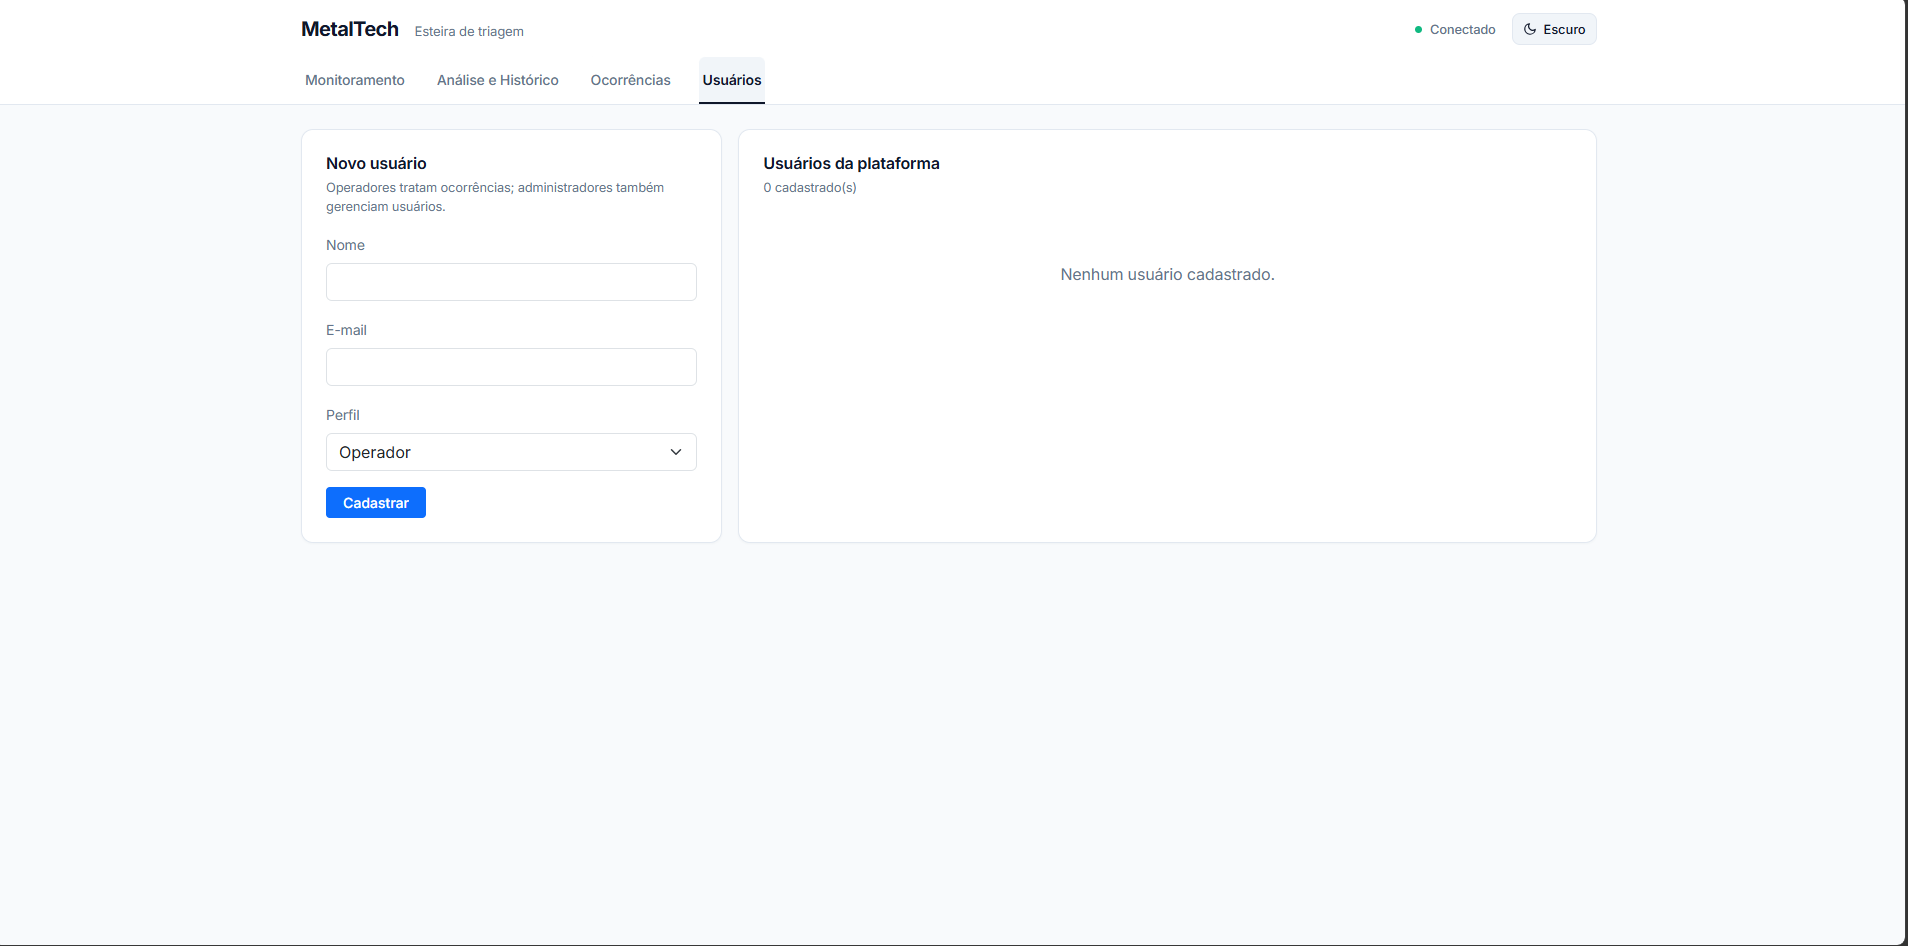 MetalTech Esteira de triagem
Conectado
Escuro
Monitoramento
Análise e Histórico
Ocorrências
Usuários
Novo usuário
Operadores tratam ocorrências; administradores também
gerenciam usuários.
Nome
E-mail
Perfil
Operador
Cadastrar
Usuários da plataforma
0 cadastrado(s)
Nenhum usuário cadastrado.